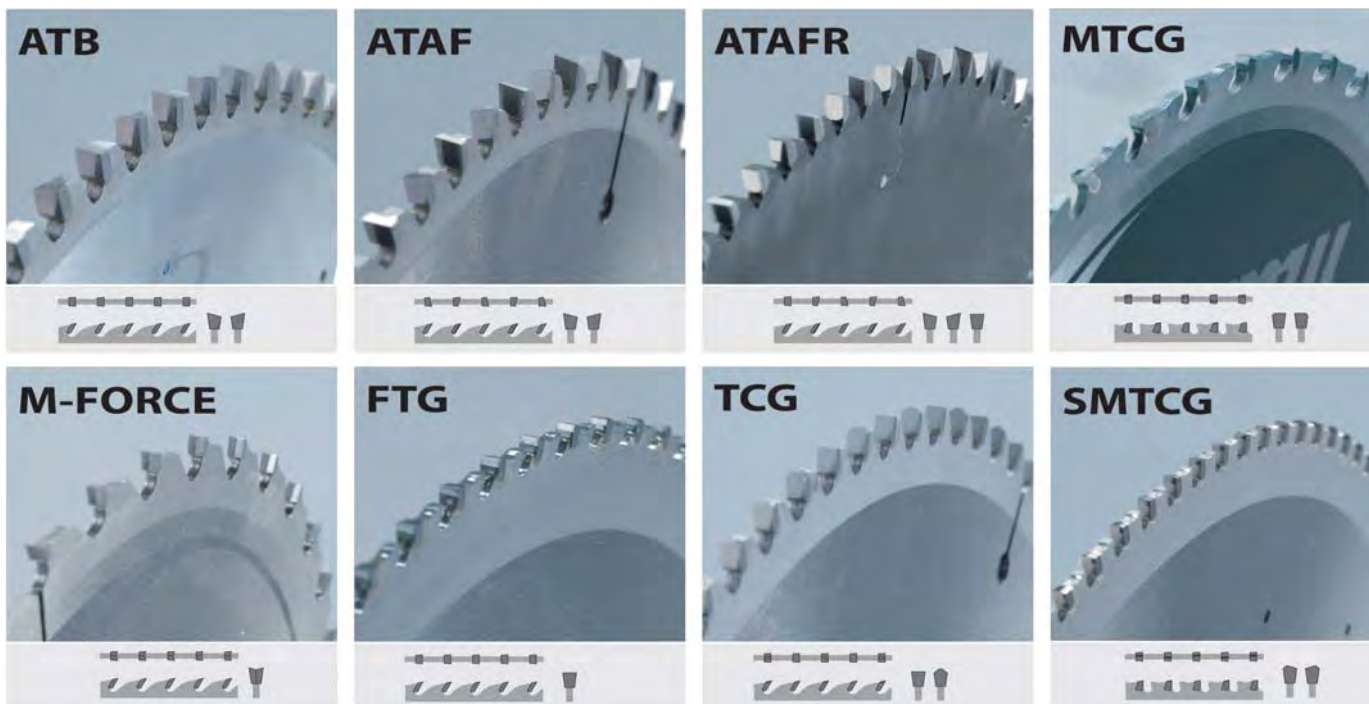 ATB
ATAF
ATAFR
MTCG
M-FORCE
FTG
TCG
SMTCG